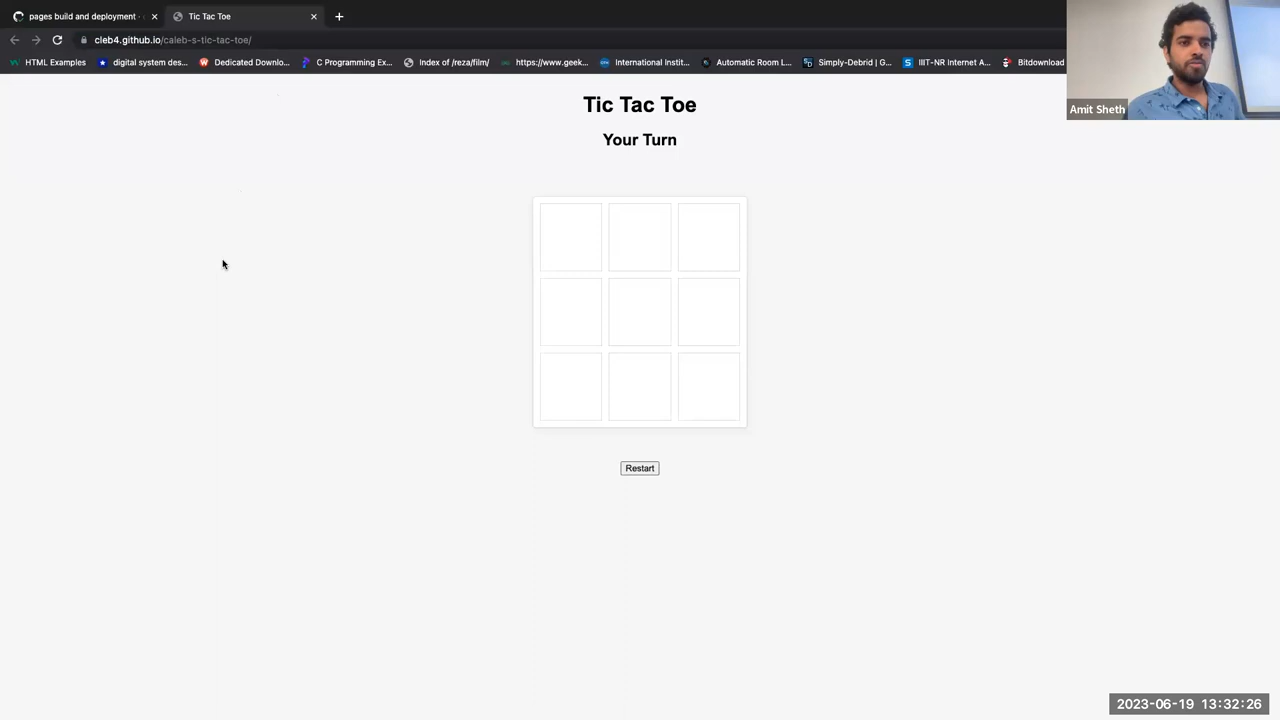 pages build and deployment · c
Tic Tac Toe
cleb4.github.io/caleb-s-tic-tac-toe/
HTML Examples
digital system des...
Dedicated Downlo...
C Programming Ex...
Index of /reza/film/
https://www.geek...
International Instit...
Automatic Room L...
Simply-Debrid | G...
IIIT-NR Internet A...
Bitdownload
Amit Sheth
Tic Tac Toe
Your Turn
Restart
2023-06-19 13:32:26